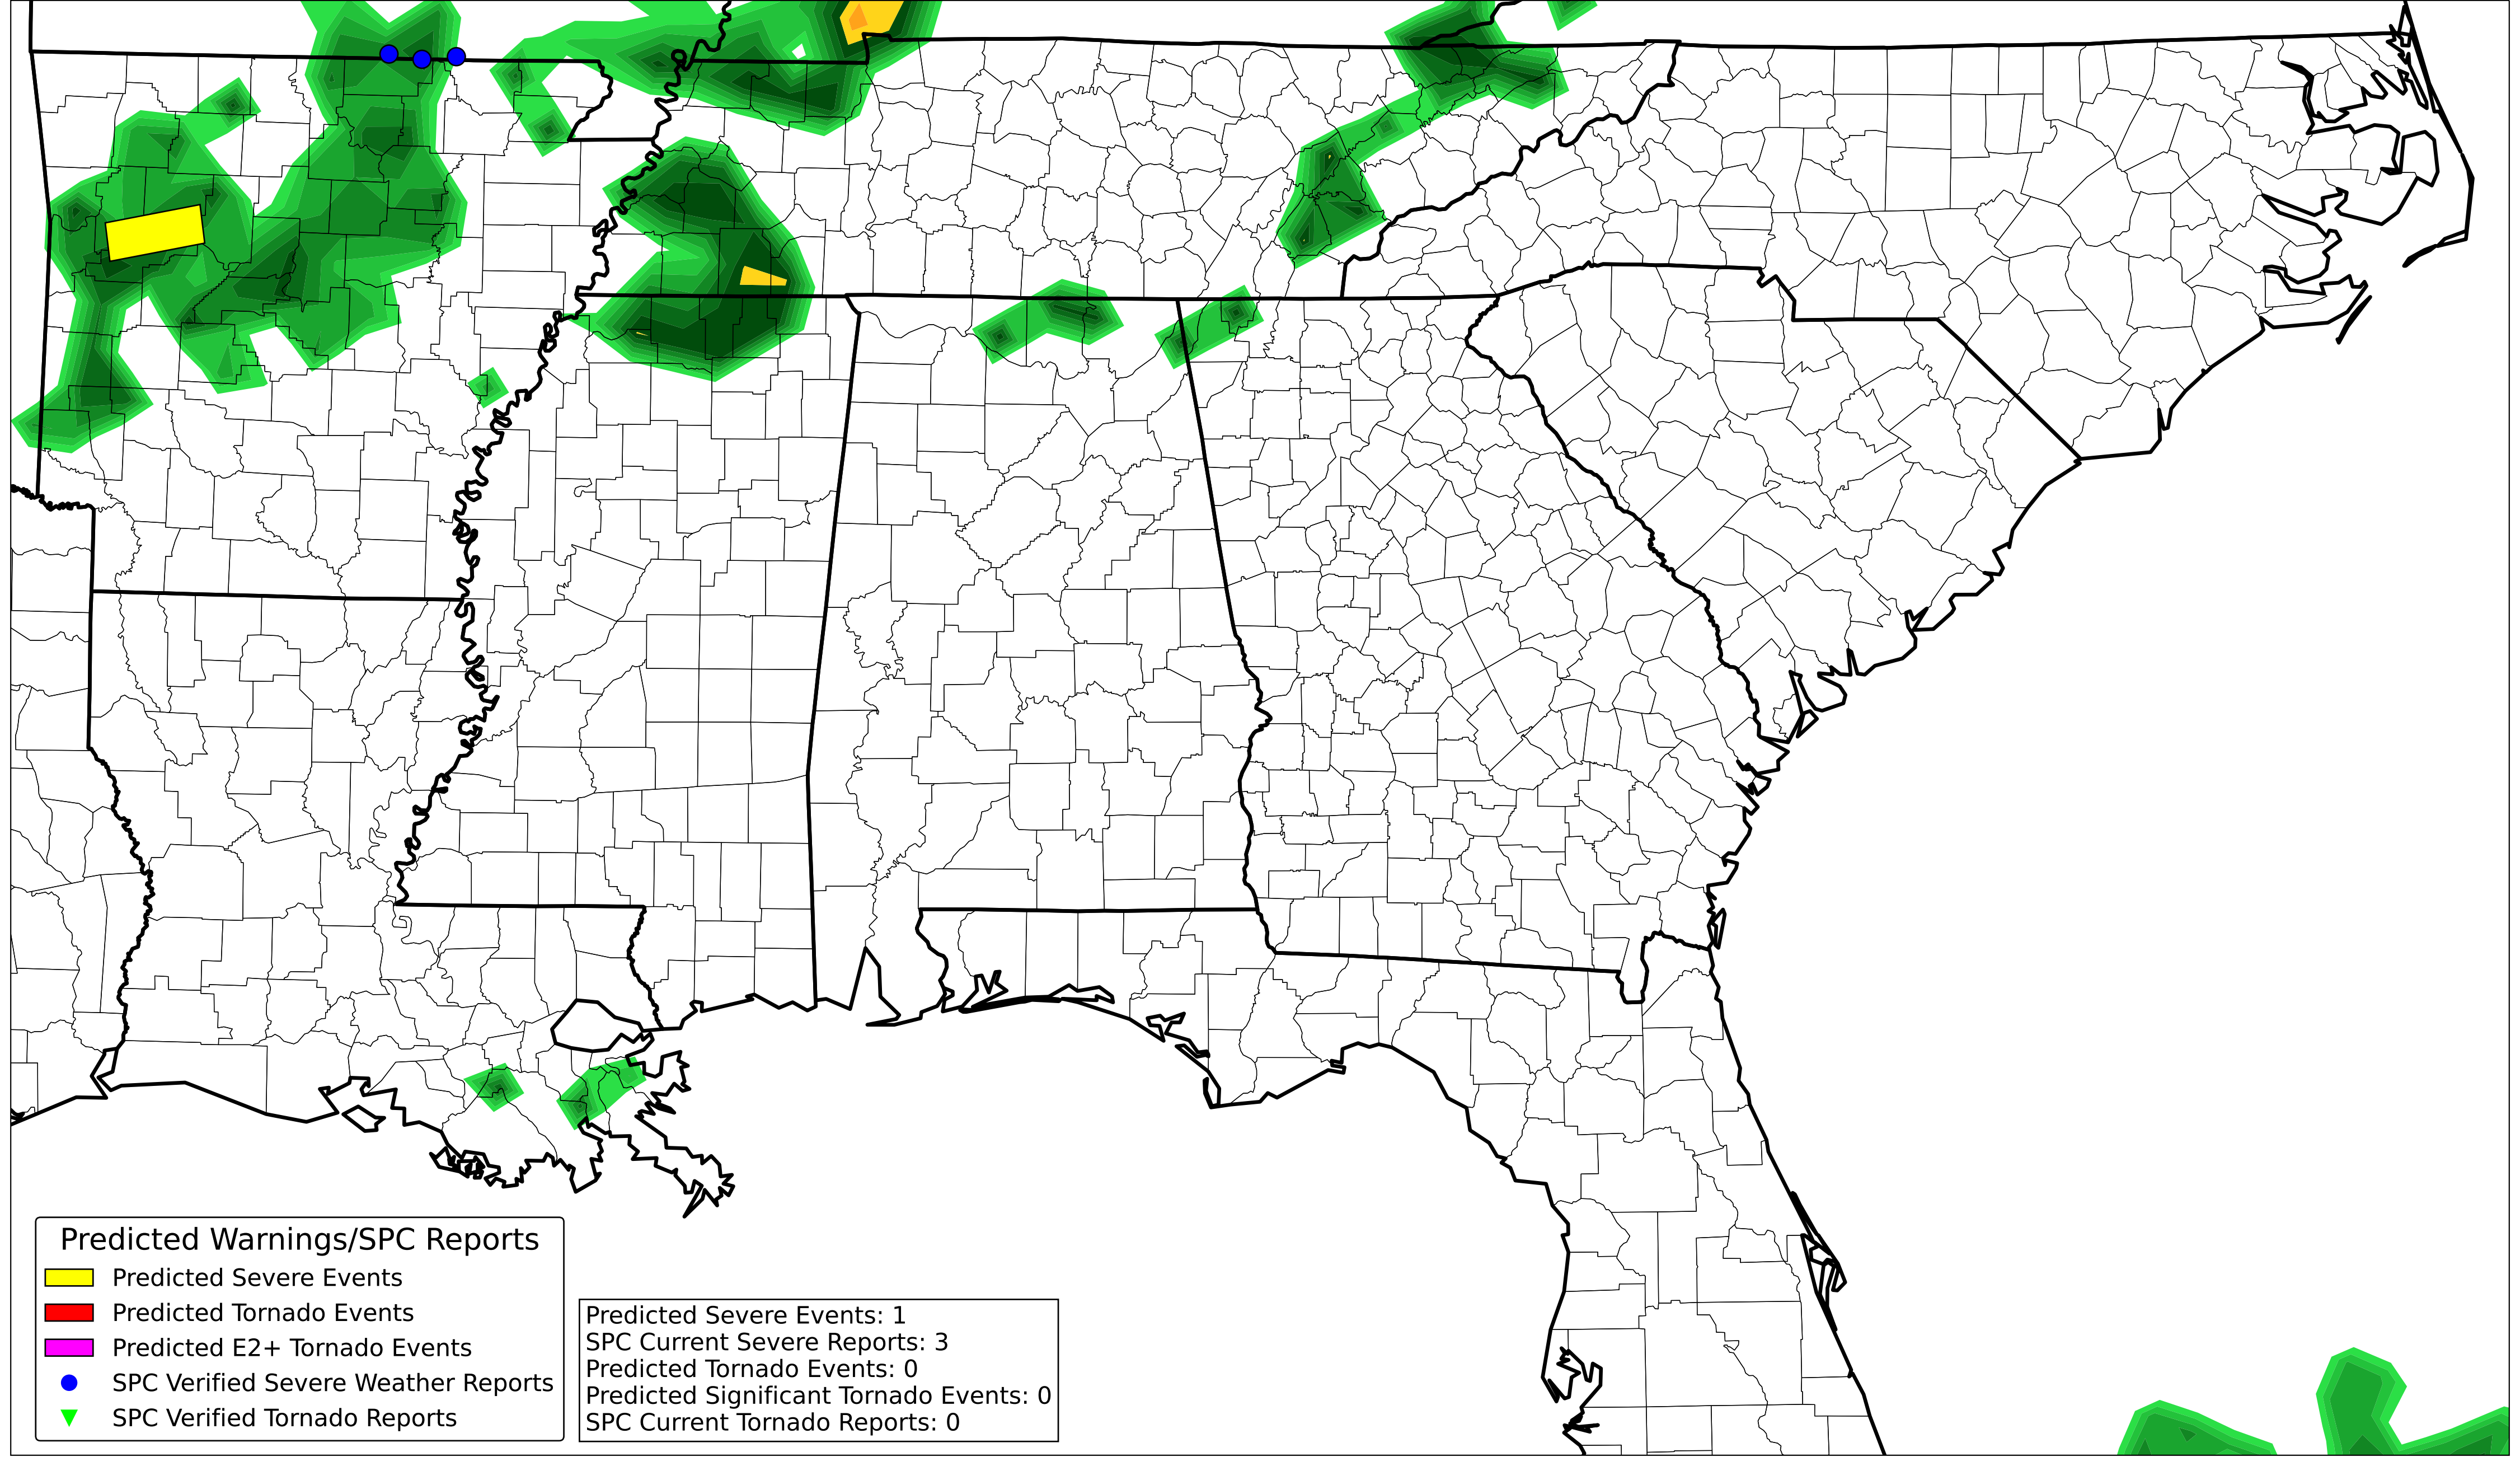 Predicted Warnings/SPC Reports
Predicted Severe Events
Predicted Tornado Events
Predicted E2+ Tornado Events
SPC Verified Severe Weather Reports
SPC Verified Tornado Reports
Predicted Severe Events: 1
SPC Current Severe Reports: 3
Predicted Tornado Events: 0
Predicted Significant Tornado Events: 0
SPC Current Tornado Reports: 0